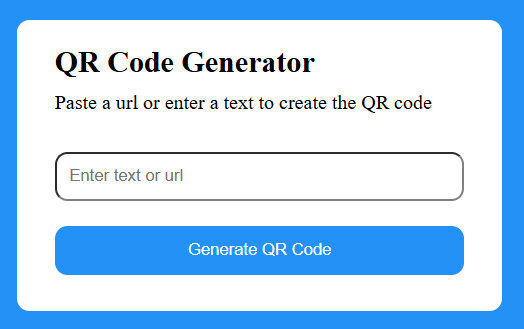 QR Code Generator
Paste a url or enter a text to create the QR code
Enter text or url
Generate QR Code